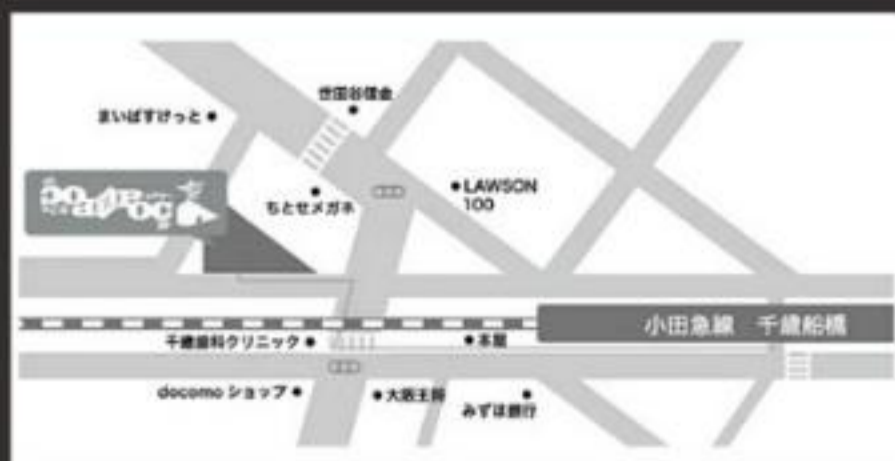 世田谷信金
まいばすけっと
LAWSON
100
ちとせメガネ
小田急線 千歳船橋
千歳歯科クリニック
本屋
docomo ショップ
大阪王将
みずほ銀行